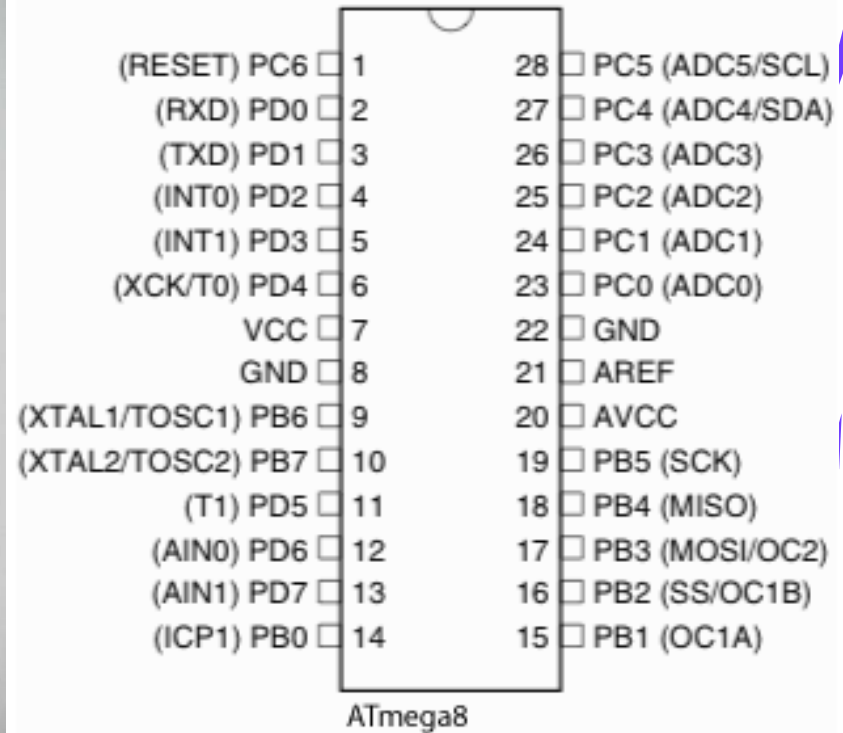 (RESET) PC6 1 28 PC5 (ADC5/SCL)
(RXD) PD0 2 27 PC4 (ADC4/SDA)
(TXD) PD1 3 26 PC3 (ADC3)
(INT0) PD2 4 25 PC2 (ADC2)
(INT1) PD3 5 24 PC1 (ADC1)
(XCK/T0) PD4 6 23 PC0 (ADC0)
VCC 7 22 GND
GND 8 21 AREF
(XTAL1/TOSC1) PB6 9 20 AVCC
(XTAL2/TOSC2) PB7 10 19 PB5 (SCK)
(T1) PD5 11 18 PB4 (MISO)
(AIN0) PD6 12 17 PB3 (MOSI/OC2)
(AIN1) PD7 13 16 PB2 (SS/OC1B)
(ICP1) PB0 14 15 PB1 (OC1A)
ATmega8